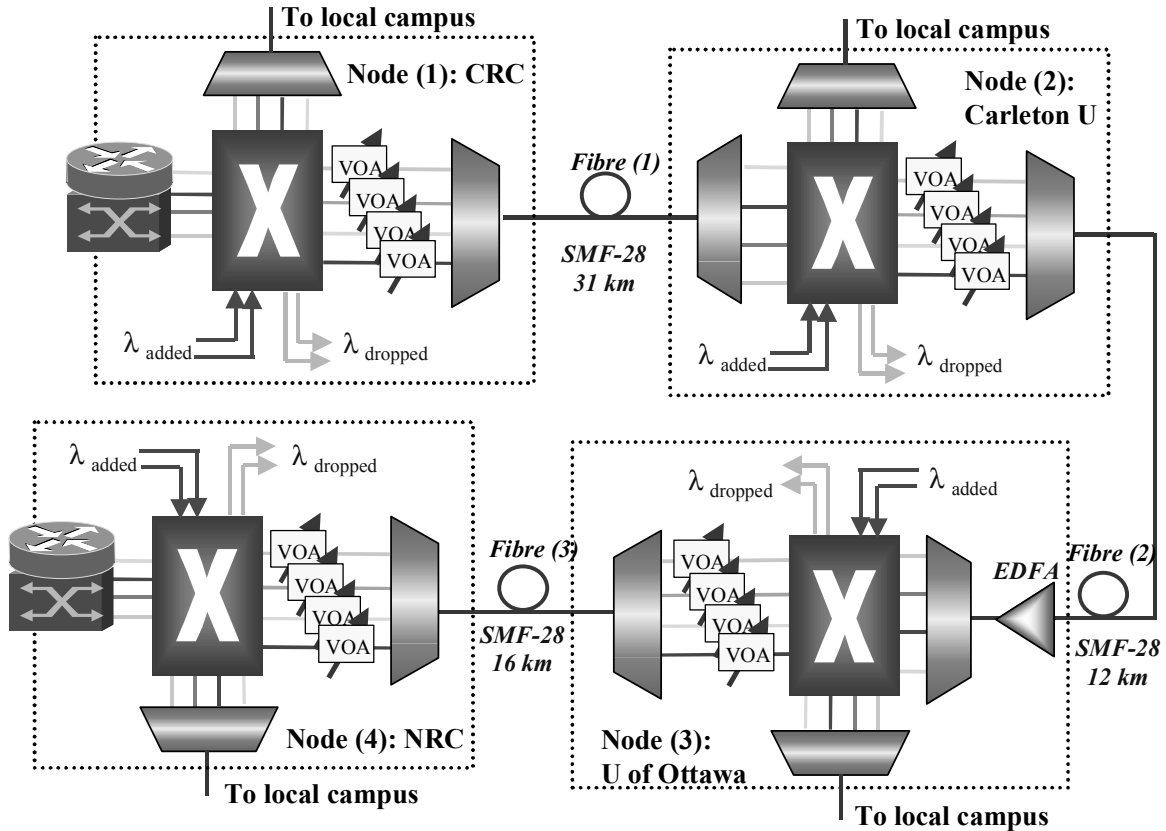 To local campus
Node (1): CRC
VOA
VOA
VOA
VOA
λ added
λ dropped
Fibre (1)
SMF-28
31 km
To local campus
Node (2):
Carleton U
VOA
VOA
VOA
VOA
λ added
λ dropped
λ added
λ dropped
VOA
VOA
VOA
VOA
Node (4): NRC
To local campus
Fibre (3)
SMF-28
16 km
λ dropped
λ added
VOA
VOA
VOA
VOA
Node (3):
U of Ottawa
To local campus
EDFA
Fibre (2)
SMF-28
12 km